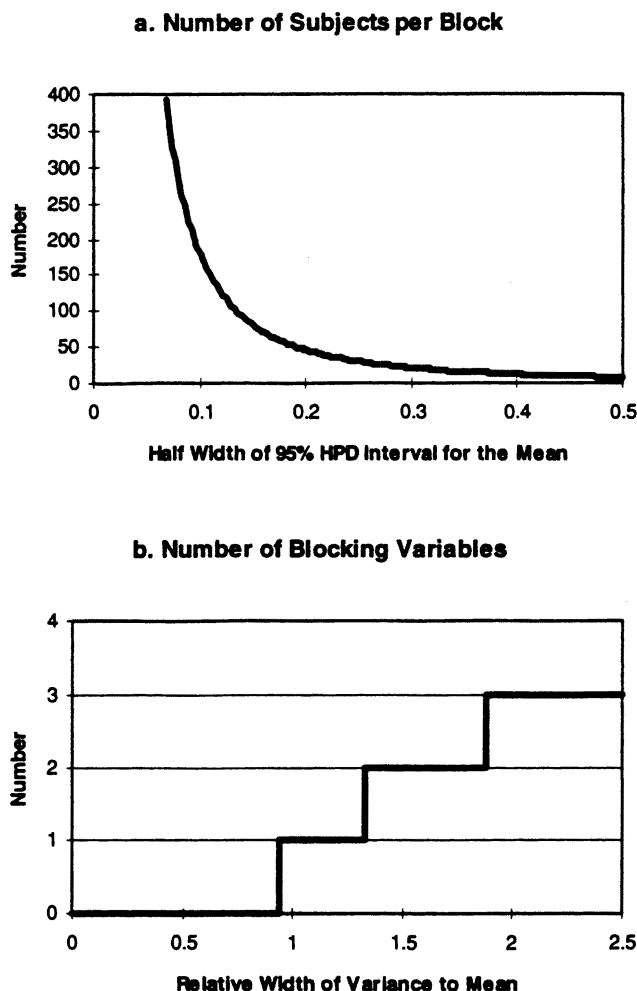 a. Number of Subjects per Block
400
350
300
250
200
150
100
50
0
Number
0 0.1 0.2 0.3 0.4 0.5
Half Width of 95% HPD Interval for the Mean
b. Number of Blocking Variables
4
3
2
1
0
Number
0 0.5 1 1.5 2 2.5
Relative Width of Variance to Mean